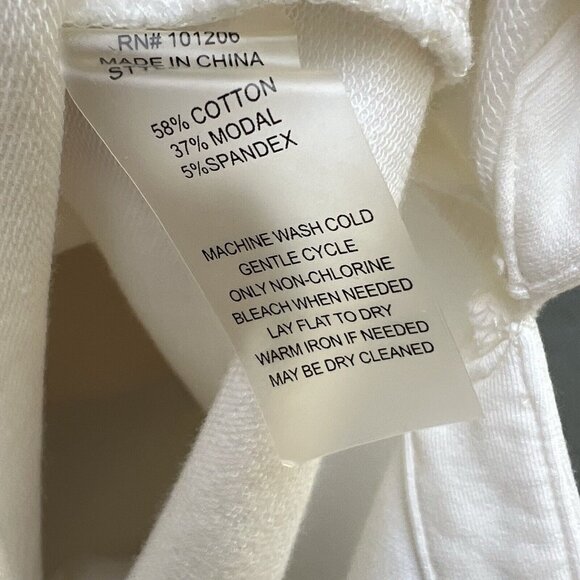 RN# 101206
MADE IN CHINA
58% COTTON
37% MODAL
5%SPANDEX
MACHINE WASH COLD
GENTLE CYCLE
ONLY NON-CHLORINE
BLEACH WHEN NEEDED
LAY FLAT TO DRY
WARM IRON IF NEEDED
MAY BE DRY CLEANED